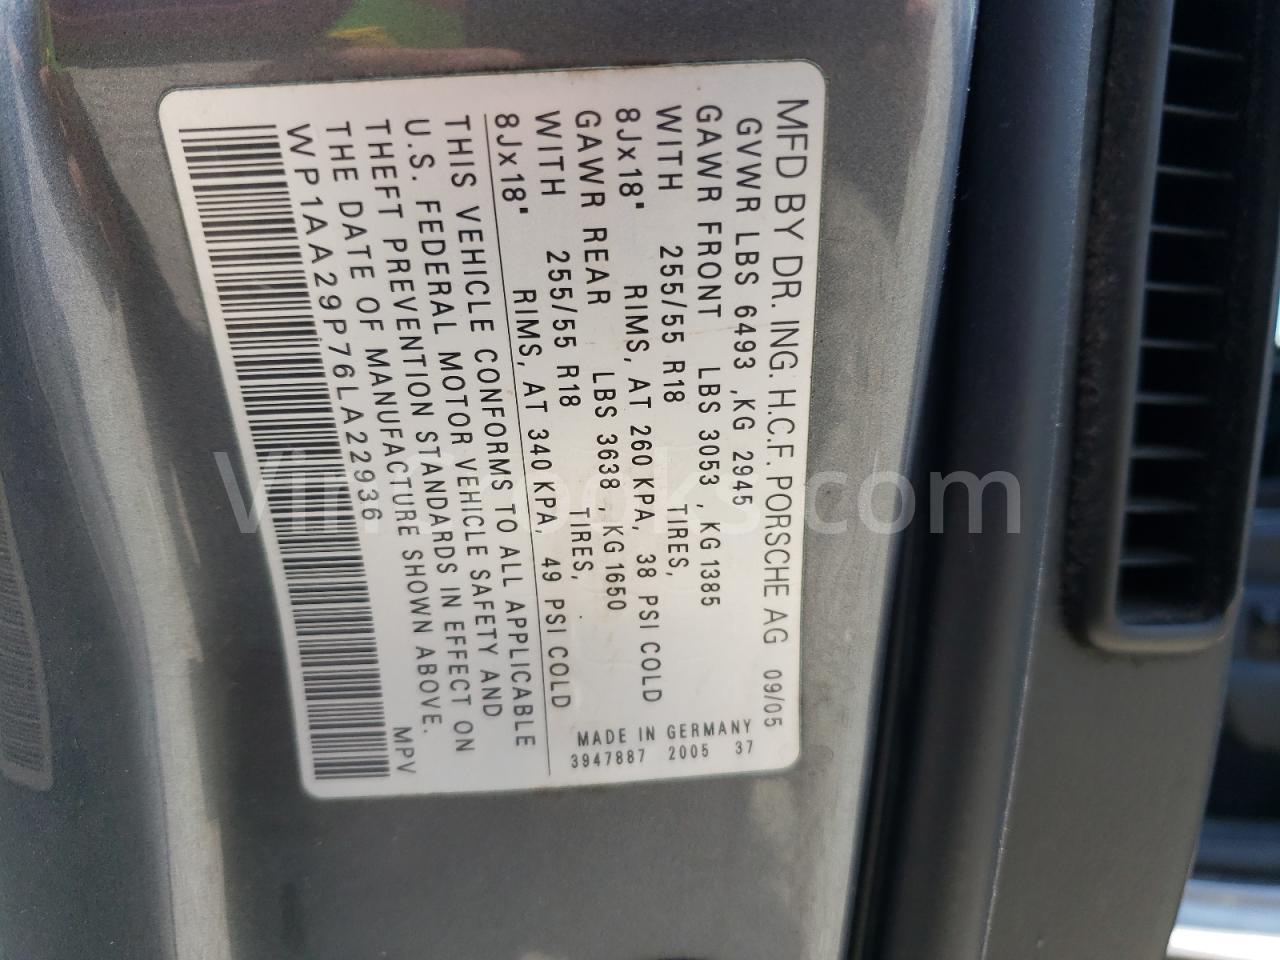 MFD BY DR. ING. H.C.F. PORSCHE AG 09/05
GVWR LBS 6493 ,KG 2945
GAWR FRONT LBS 3053 ,KG 1385
WITH 255/55 R18 TIRES,
8Jx18" RIMS, AT 260 KPA, 38 PSI COLD
GAWR REAR LBS 3638 ,KG 1650
WITH 255/55 R18 TIRES,
8Jx18" RIMS, AT 340 KPA, 49 PSI COLD
MADE IN GERMANY
3947887 2005 37
THIS VEHICLE CONFORMS TO ALL APPLICABLE
U.S. FEDERAL MOTOR VEHICLE SAFETY AND
THEFT PREVENTION STANDARDS IN EFFECT ON
THE DATE OF MANUFACTURE SHOWN ABOVE.
WP1AA29P76LA22936 MPV